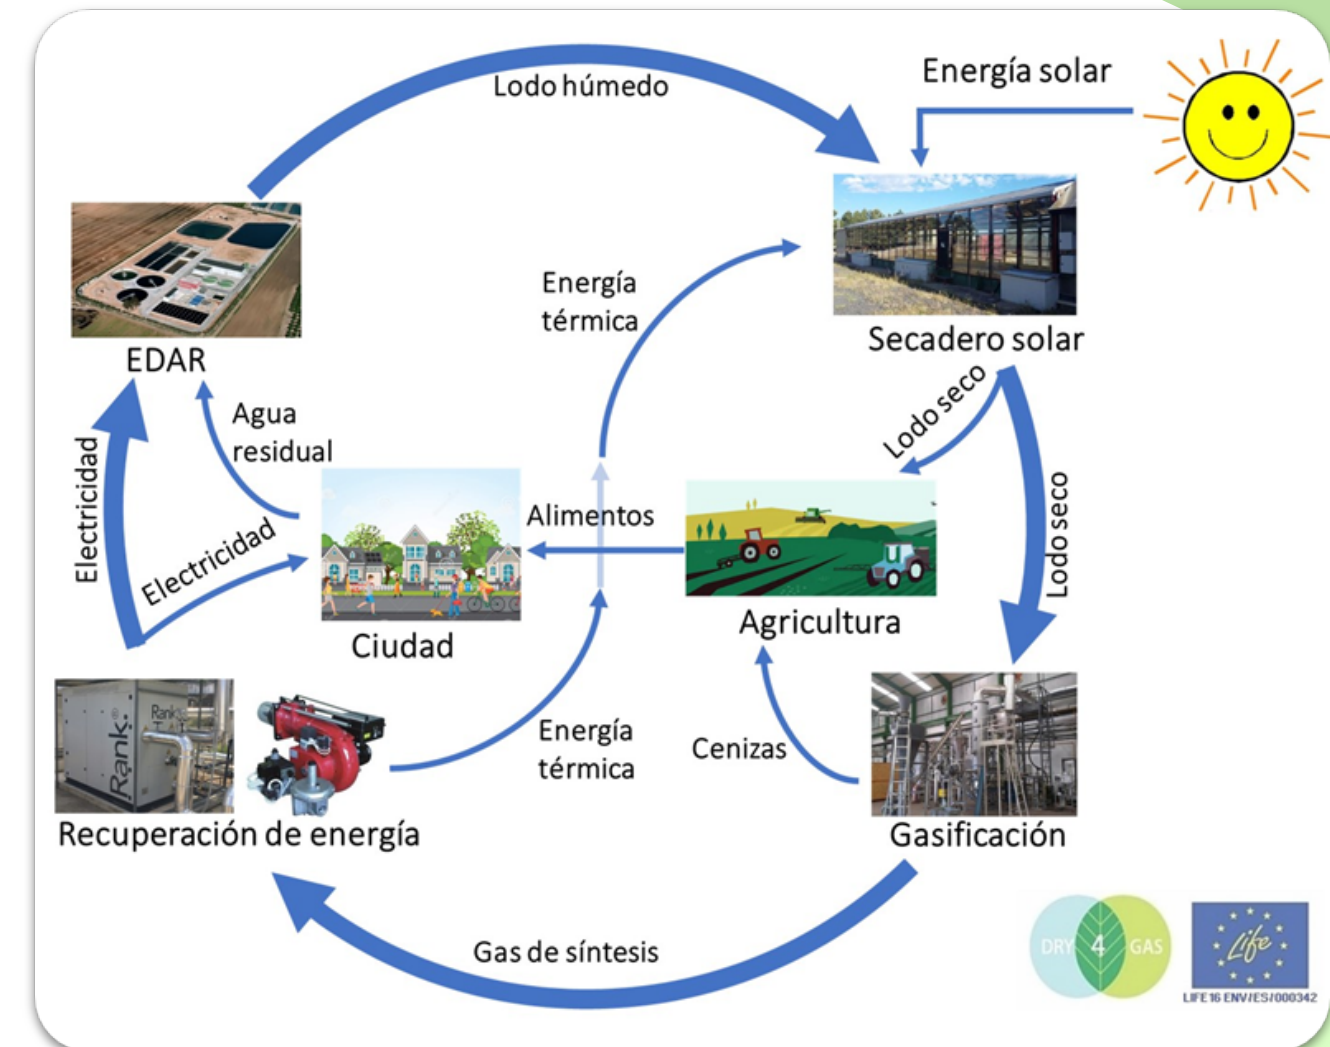 Lodo húmedo
Energía solar
EDAR
Energía
térmica
Secadero solar
Lodo seco
Lodo seco
Agua
residual
Electricidad
Electricidad
Alimentos
Ciudad
Agricultura
Rank®
Rank®
Energía
térmica
Cenizas
Recuperación de energía
Gasificación
Gas de síntesis
DRY 4 GAS
Life
LIFE16 ENV/ES/000342